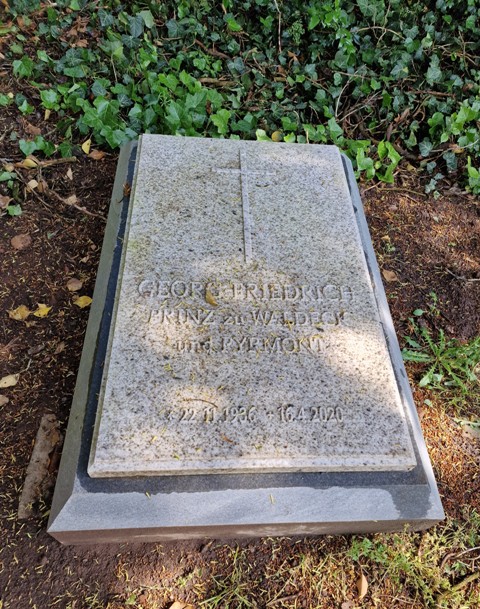 GEORG FRIEDRICH
PRINZ zu WALDECK
und PYRMONT
* 22.11.1936 + 16.4.2020